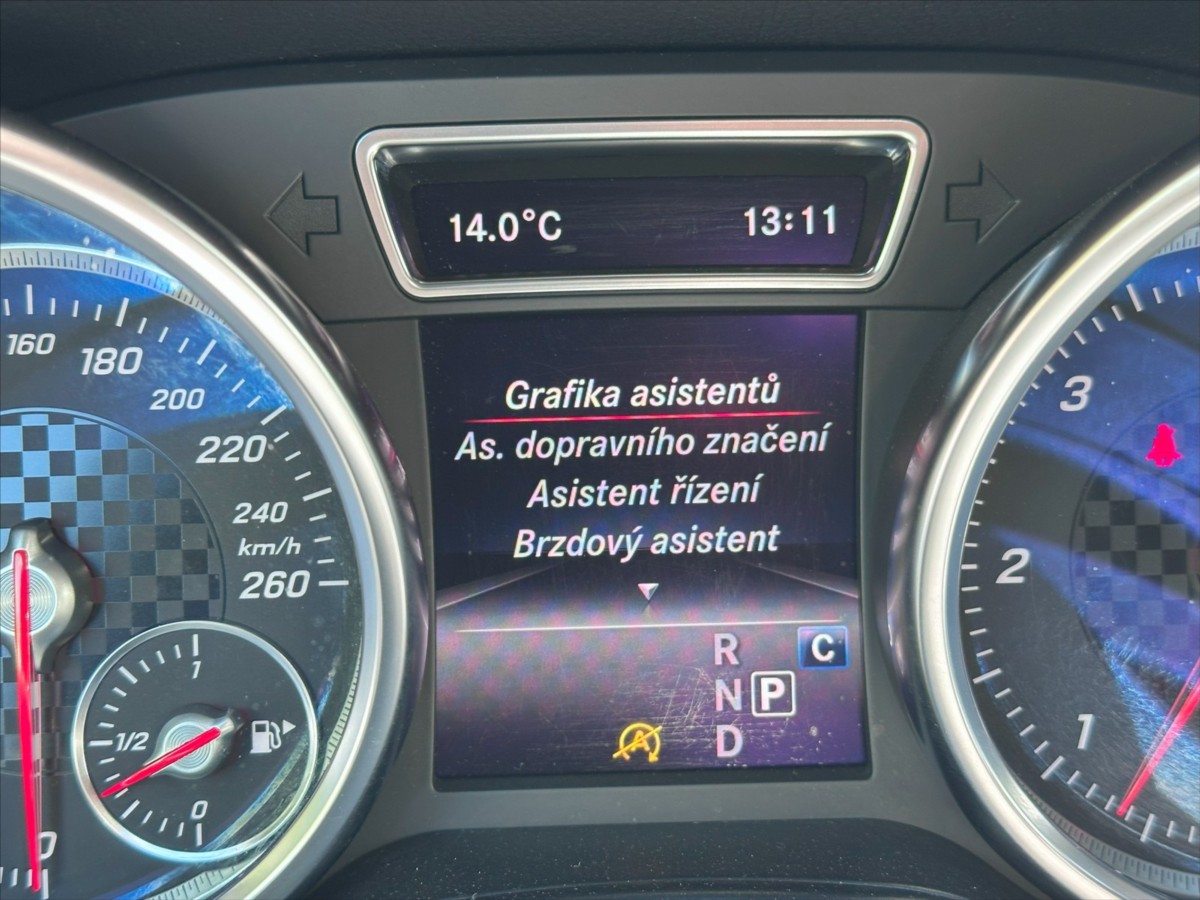 14.0°C 13:11
Grafika asistentů
As. dopravního značení
Asistent řízení
Brzdový asistent
R C
N P
A D
160
180
200
220
240
km/h
260
1
1/2
0
0
3
2
1